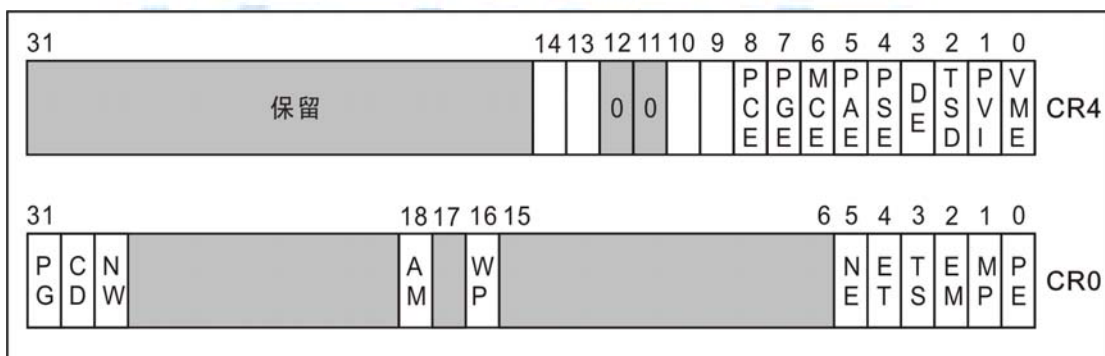 31 14 13 12 11 10 9 8 7 6 5 4 3 2 1 0
保留 0 0 PCE PGE MCE PAE PSE DE TSD PVI VME CR4
31 18 17 16 15 6 5 4 3 2 1 0
PG CD NW AM WP NE ET TS EM MP PE CR0